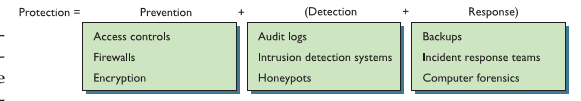 Protection = Prevention + (Detection + Response)
Access controls
Firewalls
Encryption
Audit logs
Intrusion detection systems
Honeypots
Backups
Incident response teams
Computer forensics